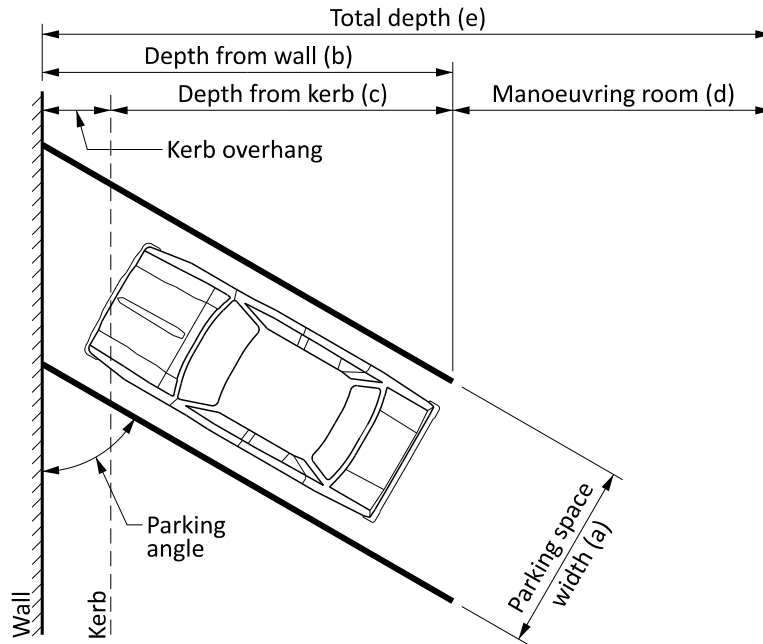 Total depth (e)
Depth from wall (b)
Depth from kerb (c)
Manoeuvring room (d)
Kerb overhang
Parking
angle
Parking space
width (a)
Wall
Kerb